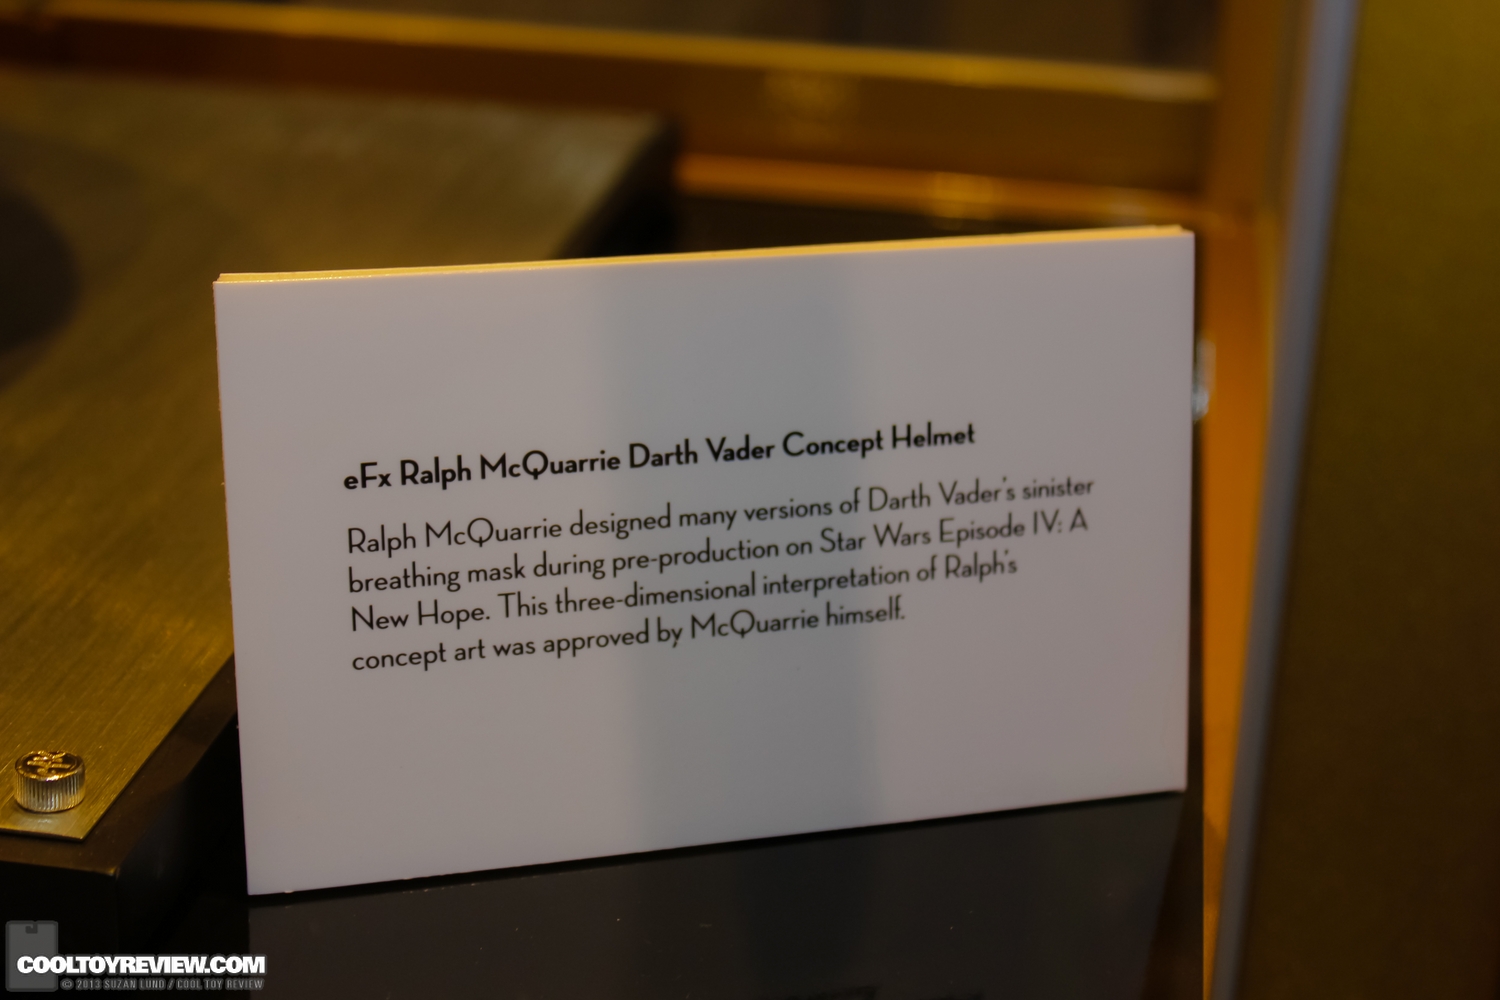 eFx Ralph McQuarrie Darth Vader Concept Helmet
Ralph McQuarrie designed many versions of Darth Vader's sinister
breathing mask during pre-production on Star Wars Episode IV: A
New Hope. This three-dimensional interpretation of Ralph's
concept art was approved by McQuarrie himself.
COOLTOYREVIEW.COM
© 2013 SUZAN LUND / COOL TOY REVIEW